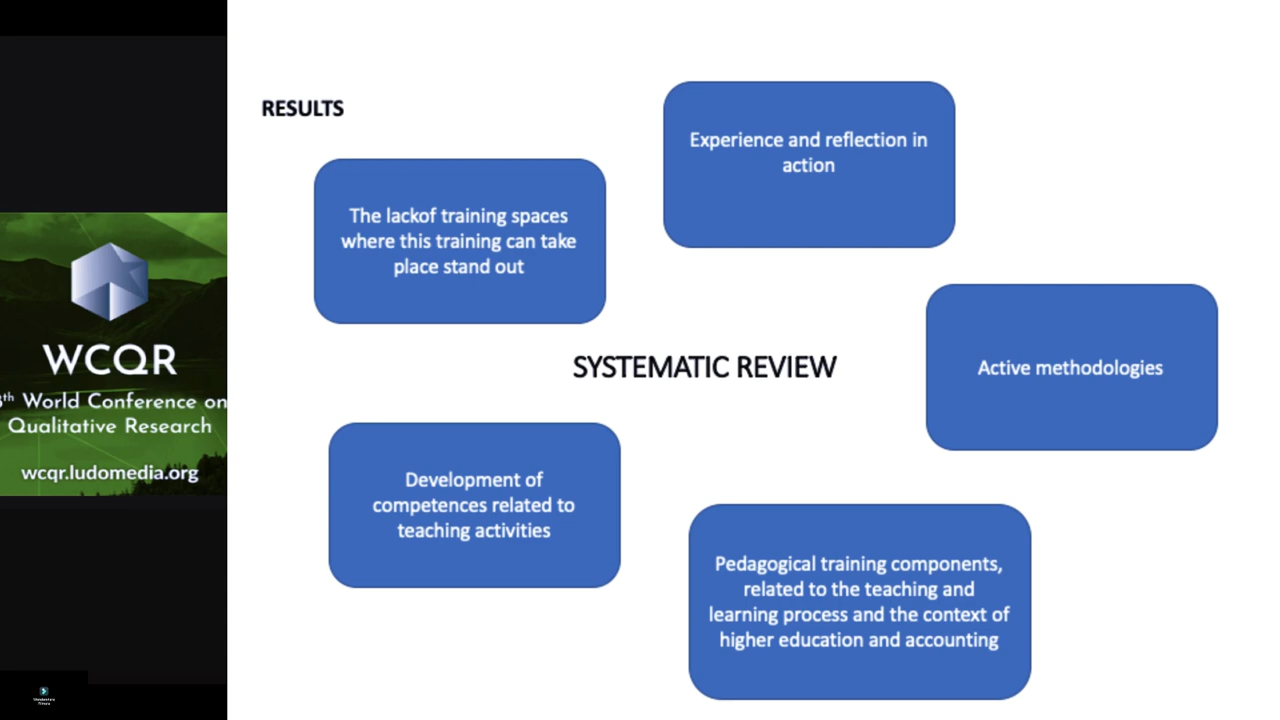 RESULTS
Experience and reflection in
action
The lackof training spaces
where this training can take
place stand out
Active methodologies
SYSTEMATIC REVIEW
Development of
competences related to
teaching activities
Pedagogical training components,
related to the teaching and
learning process and the context of
higher education and accounting
WCQR
th World Conference on
Qualitative Research
wcqr.ludomedia.org